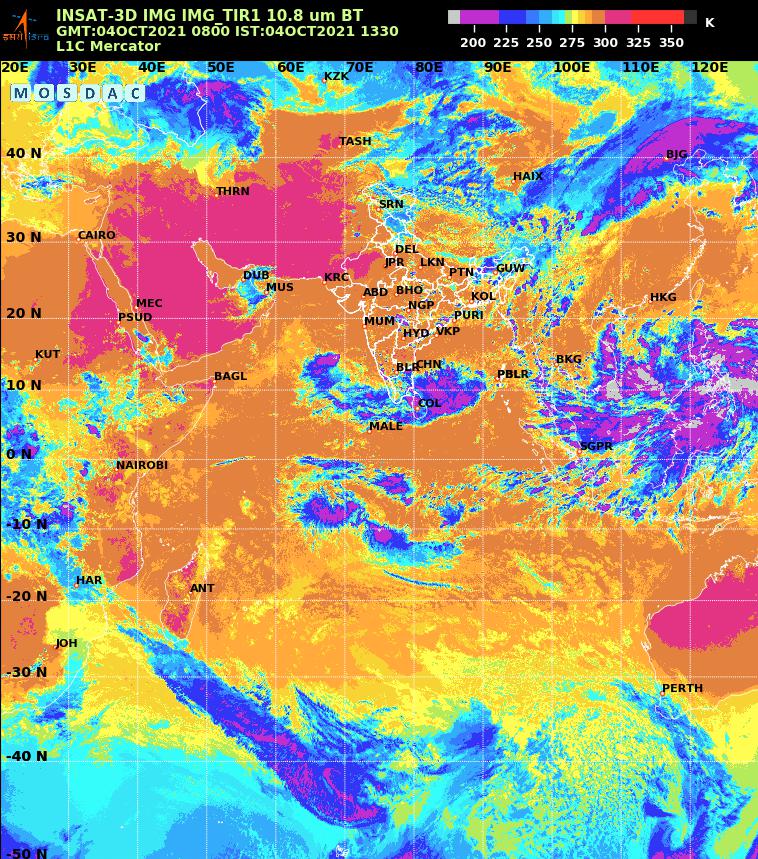 INSAT-3D IMG IMG_TIR1 10.8 um BT
GMT:04OCT2021 0800 IST:04OCT2021 1330
L1C Mercator
200 225 250 275 300 325 350 K
20E 30E 40E 50E 60E 70E 80E 90E 100E 110E 120E
KZK
M O S D A C
TASH
40 N
BJG
HAIX
THRN
SRN
30 N
CAIRO
DEL
JPR LKN
PTN GUW
DUB
KRC
MUS
ABD BHO
KOL
HKG
MEC
NGP
20 N
PSUD
PURI
MUM
HYD VKP
KUT
BKG
BLR CHN
BAGL
PBLR
10 N
COL
MALE
SGPR
0 N
NAIROBI
-10 N
HAR
ANT
-20 N
JOH
-30 N
PERTH
-40 N
-50 N